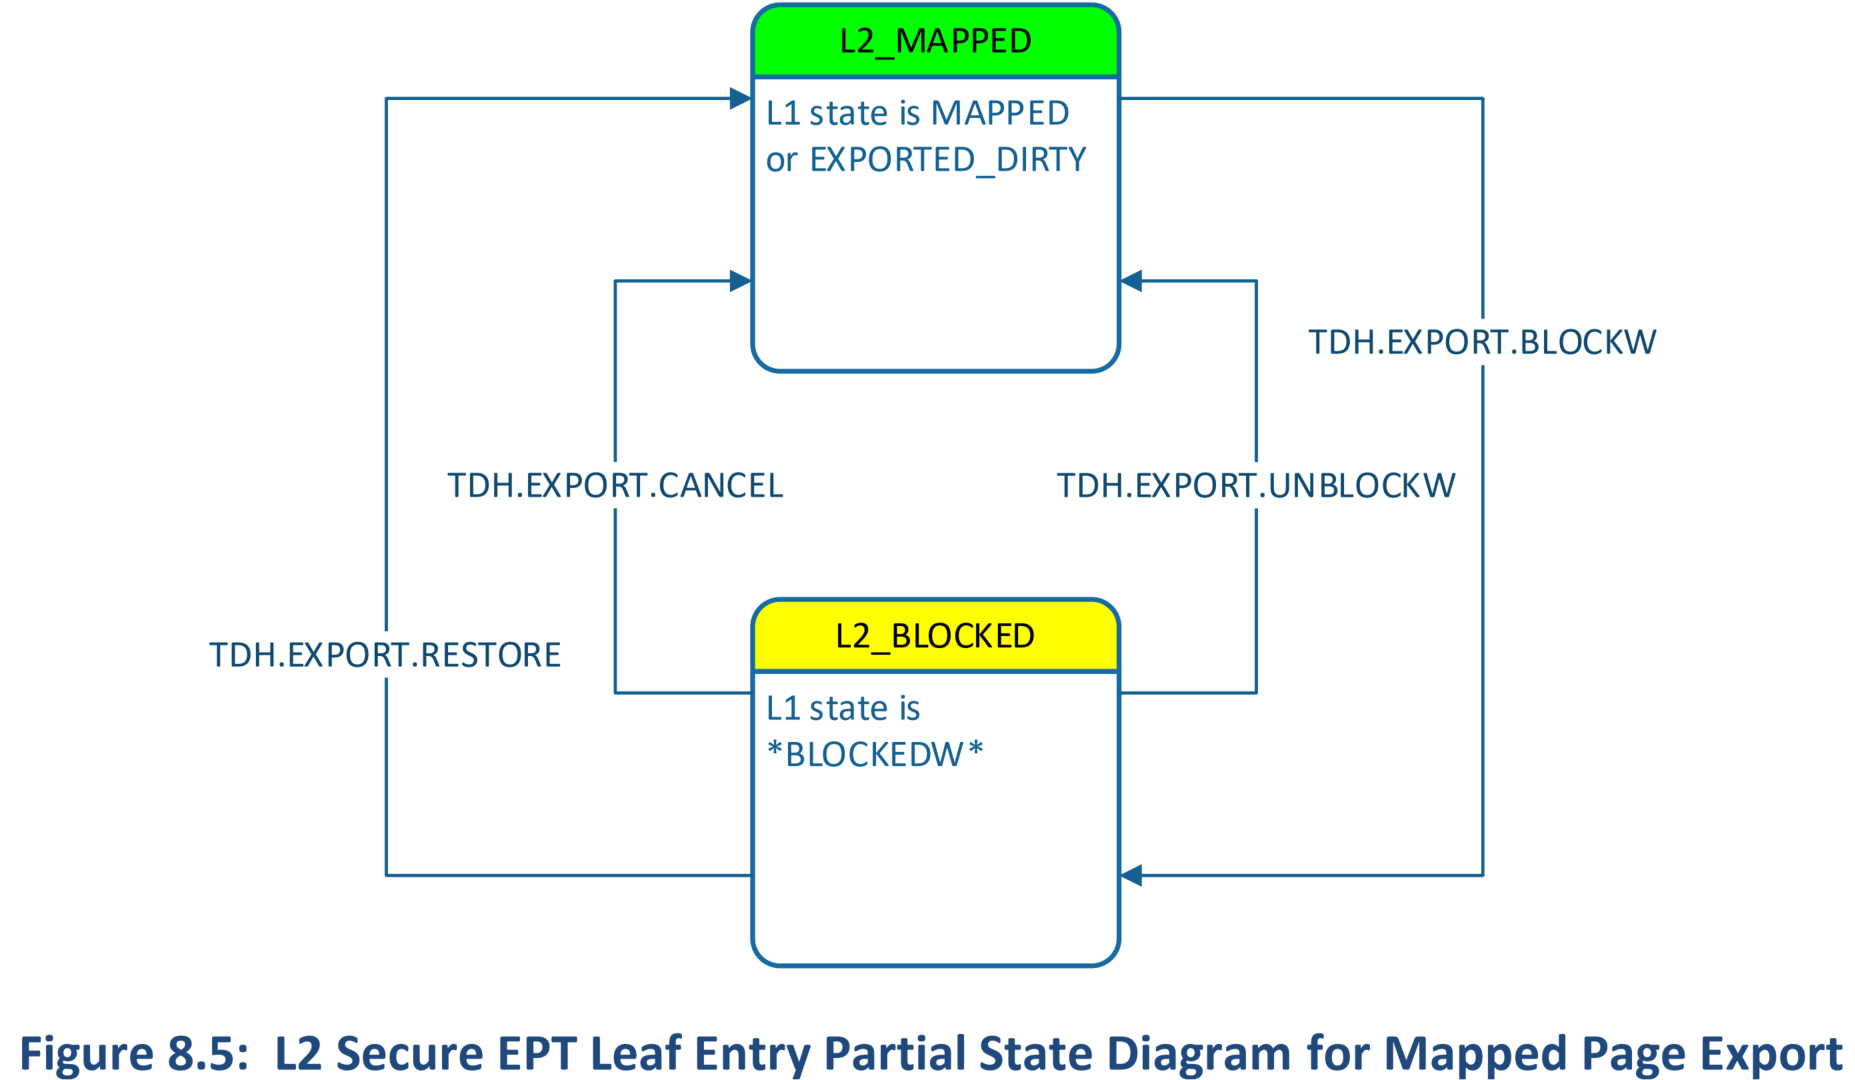 L2_MAPPED
L1 state is MAPPED
or EXPORTED_DIRTY
TDH.EXPORT.BLOCKW
TDH.EXPORT.CANCEL
TDH.EXPORT.UNBLOCKW
L2_BLOCKED
TDH.EXPORT.RESTORE
L1 state is
*BLOCKEDW*
Figure 8.5:  L2 Secure EPT Leaf Entry Partial State Diagram for Mapped Page Export